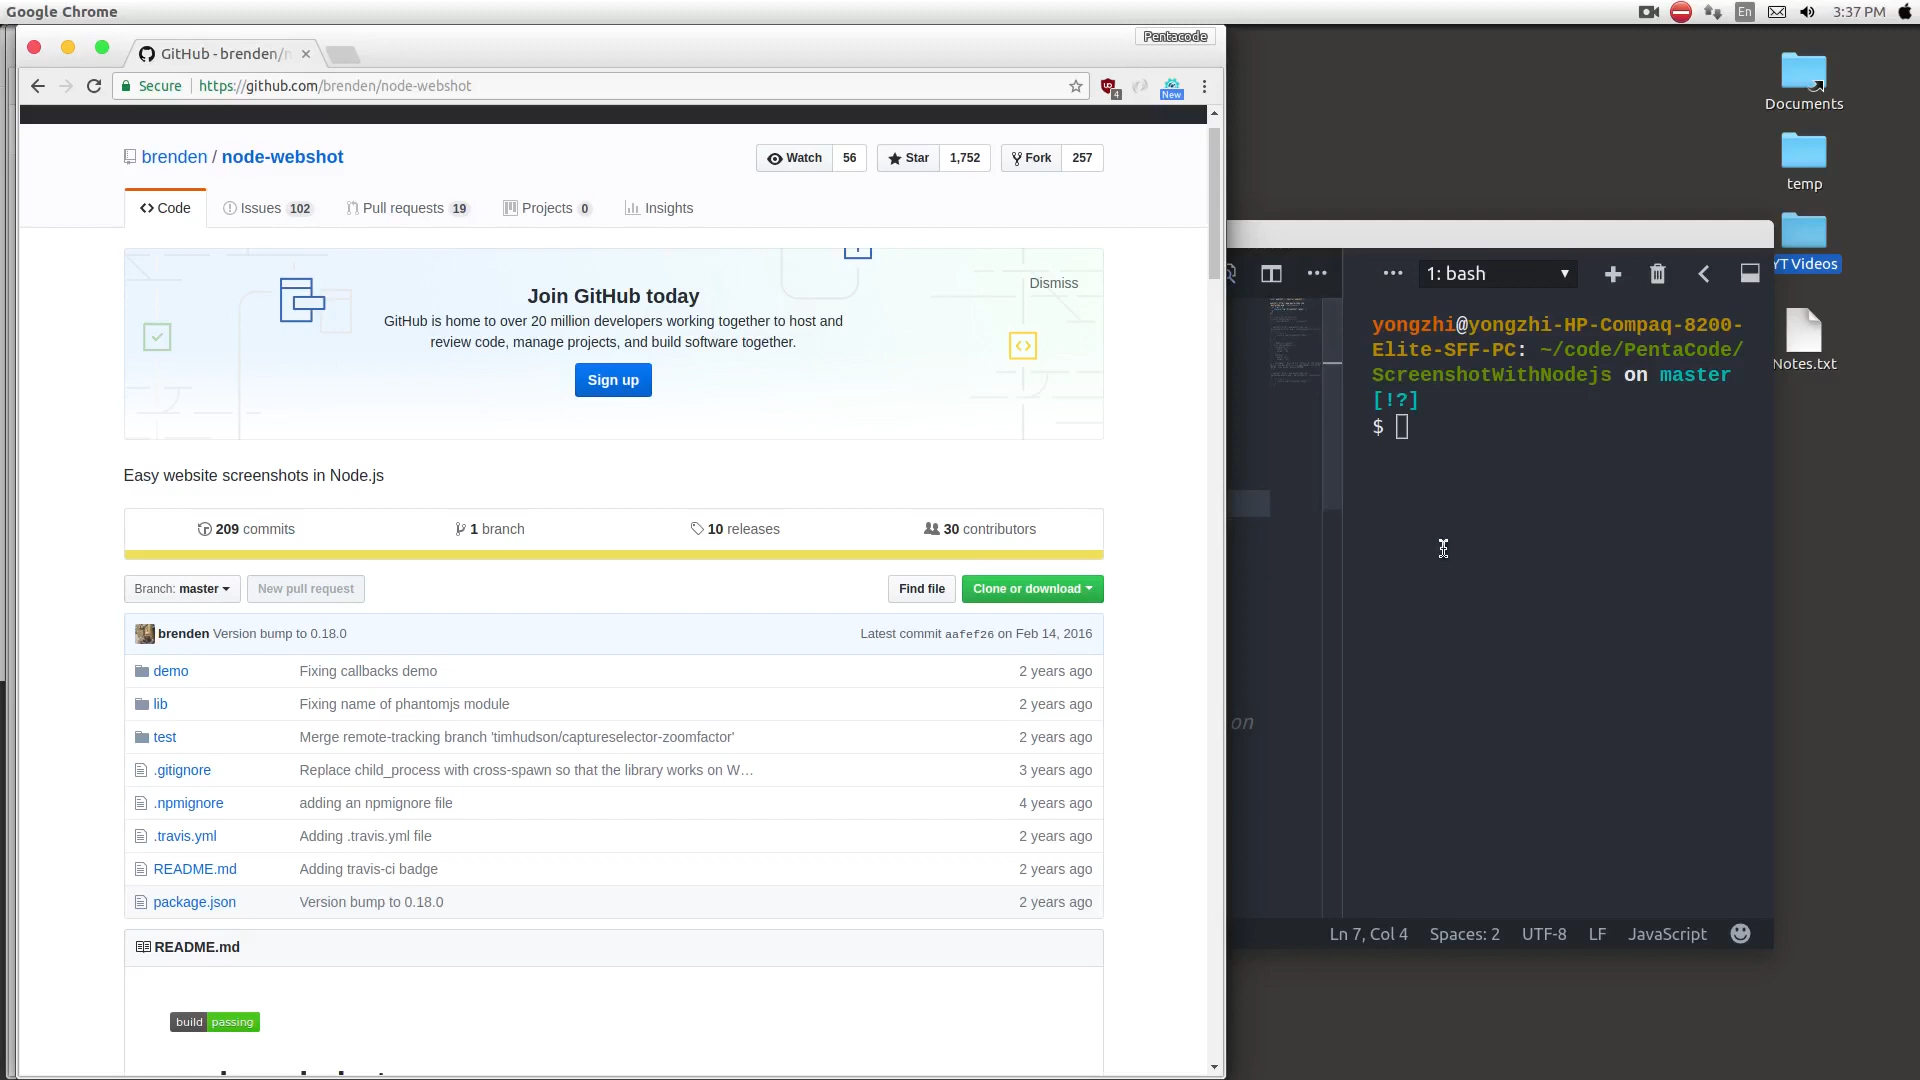 Google Chrome
En
3:37 PM
GitHub - brenden/n
Pentacode
Secure
https://github.com/brenden/node-webshot
4
New
brenden / node-webshot
Watch 56
Star 1,752
Fork 257
Code
Issues 102
Pull requests 19
Projects 0
Insights
Dismiss
Join GitHub today
GitHub is home to over 20 million developers working together to host and
review code, manage projects, and build software together.
Sign up
Easy website screenshots in Node.js
209 commits
1 branch
10 releases
30 contributors
Branch: master
New pull request
Find file
Clone or download
brenden Version bump to 0.18.0
Latest commit aafef26 on Feb 14, 2016
demo Fixing callbacks demo 2 years ago
lib Fixing name of phantomjs module 2 years ago
test Merge remote-tracking branch 'timhudson/captureselector-zoomfactor' 2 years ago
.gitignore Replace child_process with cross-spawn so that the library works on W… 3 years ago
.npmignore adding an npmignore file 4 years ago
.travis.yml Adding .travis.yml file 2 years ago
README.md Adding travis-ci badge 2 years ago
package.json Version bump to 0.18.0 2 years ago
README.md
build passing
1: bash
yongzhi@yongzhi-HP-Compaq-8200-
Elite-SFF-PC: ~/code/PentaCode/
ScreenshotWithNodejs on master
[!?]
$
on
Ln 7, Col 4
Spaces: 2
UTF-8
LF
JavaScript
Documents
temp
YT Videos
Notes.txt